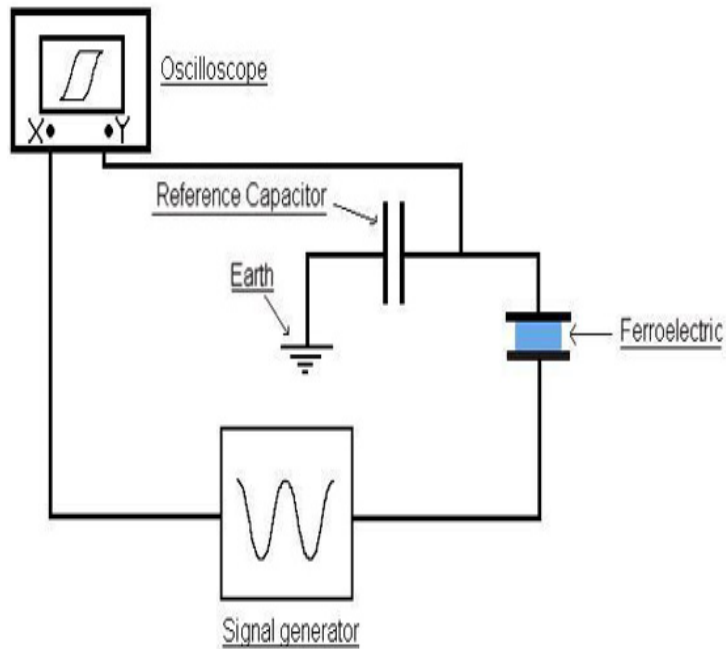 Oscilloscope
X Y
Reference Capacitor
Earth
Ferroelectric
Signal generator